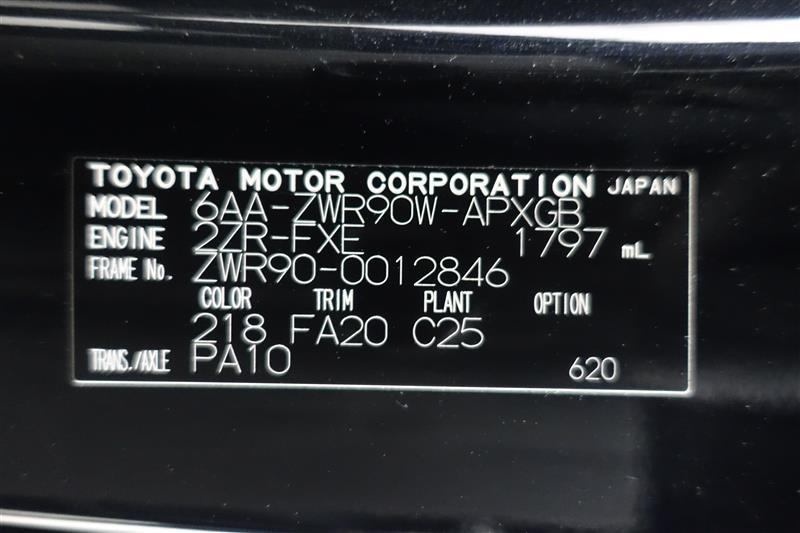 TOYOTA MOTOR CORPORATION JAPAN
MODEL 6AA-ZWR90W-APXGB
ENGINE 2ZR-FXE 1797 mL
FRAME No. ZWR90-0012846
COLOR TRIM PLANT OPTION
218 FA20 C25
TRANS./AXLE PA10 620